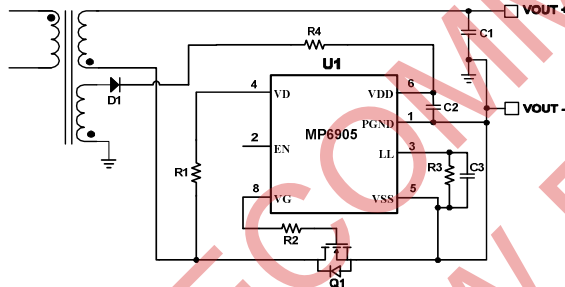 VOUT +
R4
C1
U1
D1
4
VD
6
VDD
C2
VOUT -
PGND
1
2
EN
MP6905
LL
3
R1
R3
C3
8
VG
VSS
5
R2
Q1